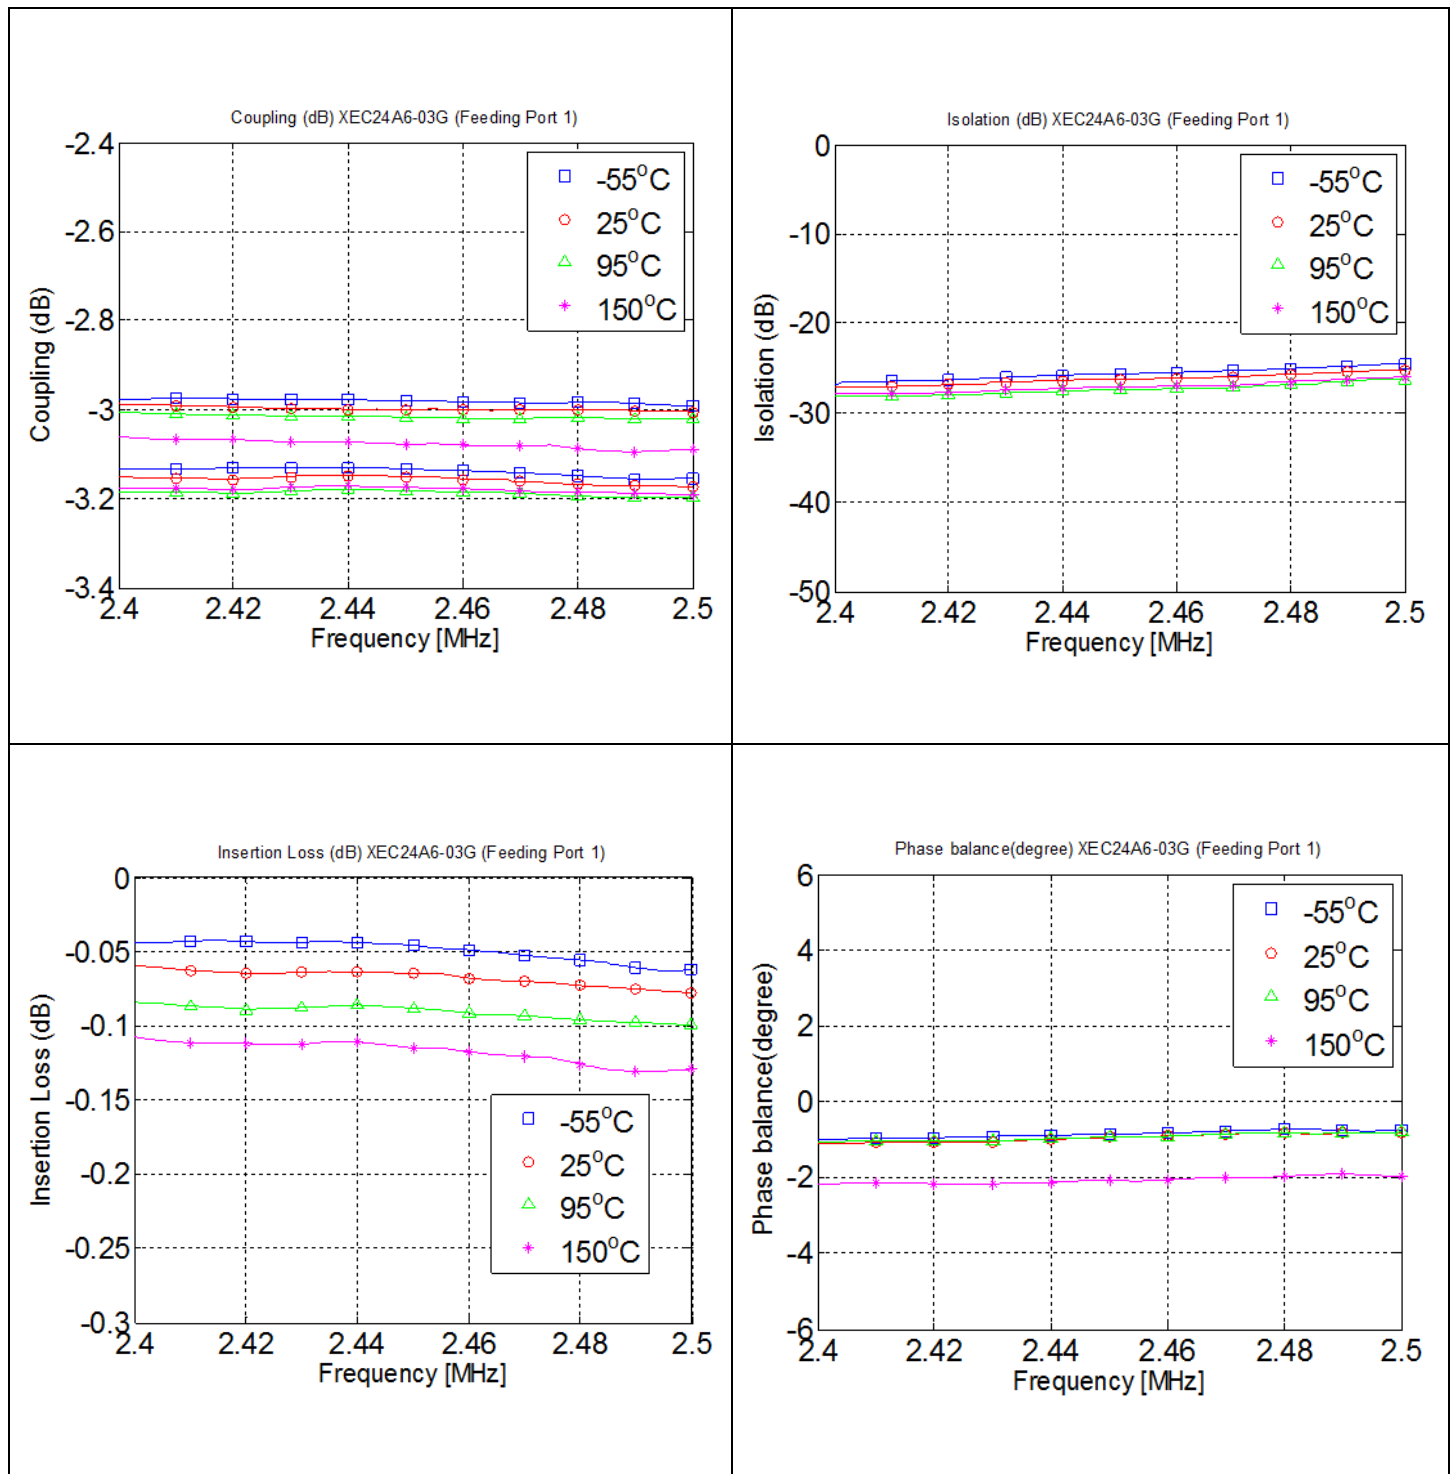 Coupling (dB) XEC24A6-03G (Feeding Port 1)
-2.4
-2.6
-2.8
-3
-3.2
-3.4
Coupling (dB)
-55°C
25°C
95°C
150°C
2.4 2.42 2.44 2.46 2.48 2.5
Frequency [MHz]
Isolation (dB) XEC24A6-03G (Feeding Port 1)
0
-10
-20
-30
-40
-50
Isolation (dB)
-55°C
25°C
95°C
150°C
2.4 2.42 2.44 2.46 2.48 2.5
Frequency [MHz]
Insertion Loss (dB) XEC24A6-03G (Feeding Port 1)
0
-0.05
-0.1
-0.15
-0.2
-0.25
-0.3
Insertion Loss (dB)
-55°C
25°C
95°C
150°C
2.4 2.42 2.44 2.46 2.48 2.5
Frequency [MHz]
Phase balance(degree) XEC24A6-03G (Feeding Port 1)
6
4
2
0
-2
-4
-6
Phase balance(degree)
-55°C
25°C
95°C
150°C
2.4 2.42 2.44 2.46 2.48 2.5
Frequency [MHz]